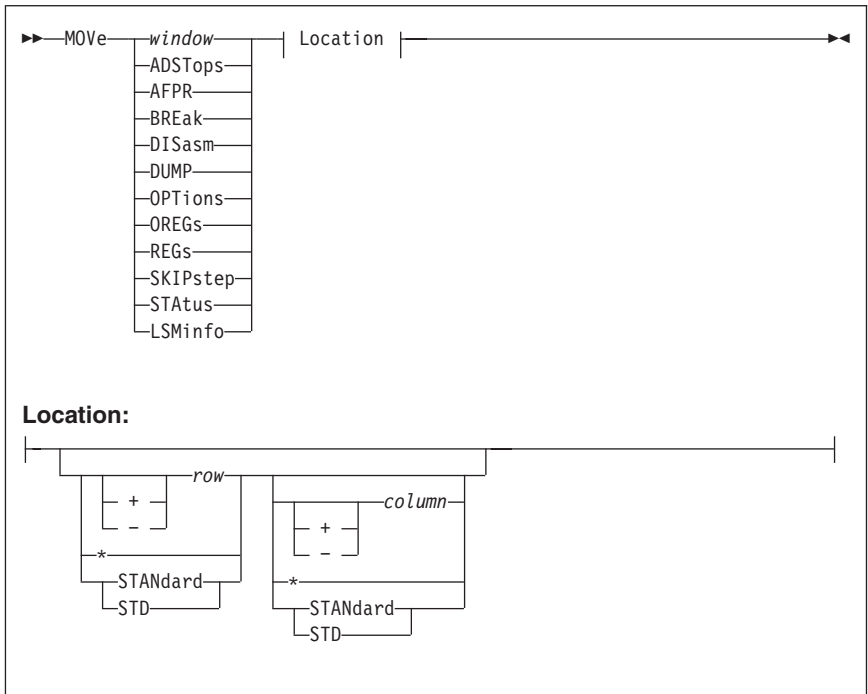 MOVe window Location
ADSTops
AFPR
BREak
DISasm
DUMP
OPTions
OREGs
REGs
SKIPstep
STAtus
LSMinfo
Location:
row
+ column
− +
* −
STANdard *
STD STANdard
STD